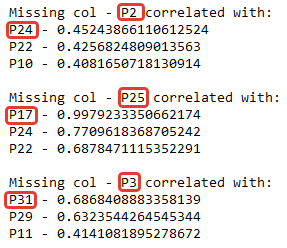 Missing col - P2 correlated with:
P24 - 0.45243866110612524
P22 - 0.4256824809013563
P10 - 0.4081650718130914
Missing col - P25 correlated with:
P17 - 0.9979233350662174
P24 - 0.7709618368705242
P22 - 0.6878471115352291
Missing col - P3 correlated with:
P31 - 0.6868408883358139
P29 - 0.6323544264545344
P11 - 0.4141081895278672